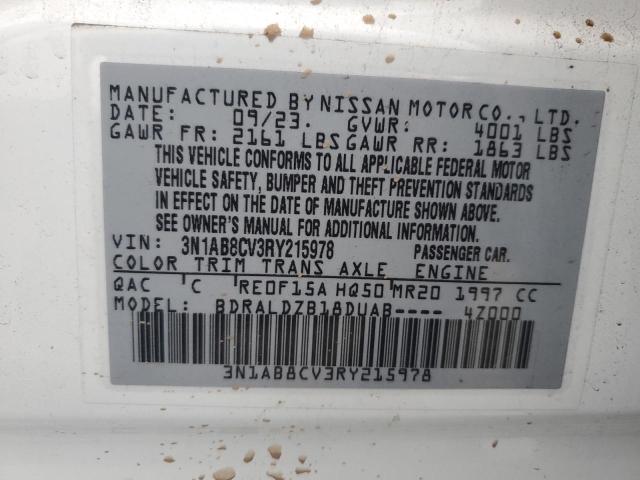 MANUFACTURED BY NISSAN MOTOR CO., LTD.
DATE: 09/23. GVWR: 4001 LBS
GAWR FR: 2161 LBS GAWR RR: 1863 LBS
THIS VEHICLE CONFORMS TO ALL APPLICABLE FEDERAL MOTOR
VEHICLE SAFETY, BUMPER AND THEFT PREVENTION STANDARDS
IN EFFECT ON THE DATE OF MANUFACTURE SHOWN ABOVE.
SEE OWNER'S MANUAL FOR ADDITIONAL INFORMATION.
VIN: 3N1AB8CV3RY215978 PASSENGER CAR.
COLOR TRIM TRANS AXLE ENGINE
QAC C RE0F15A HQ50 MR20 1997 CC
MODEL: BDRALDZB18DUAB---- 4Z000
3N1AB8CV3RY215978